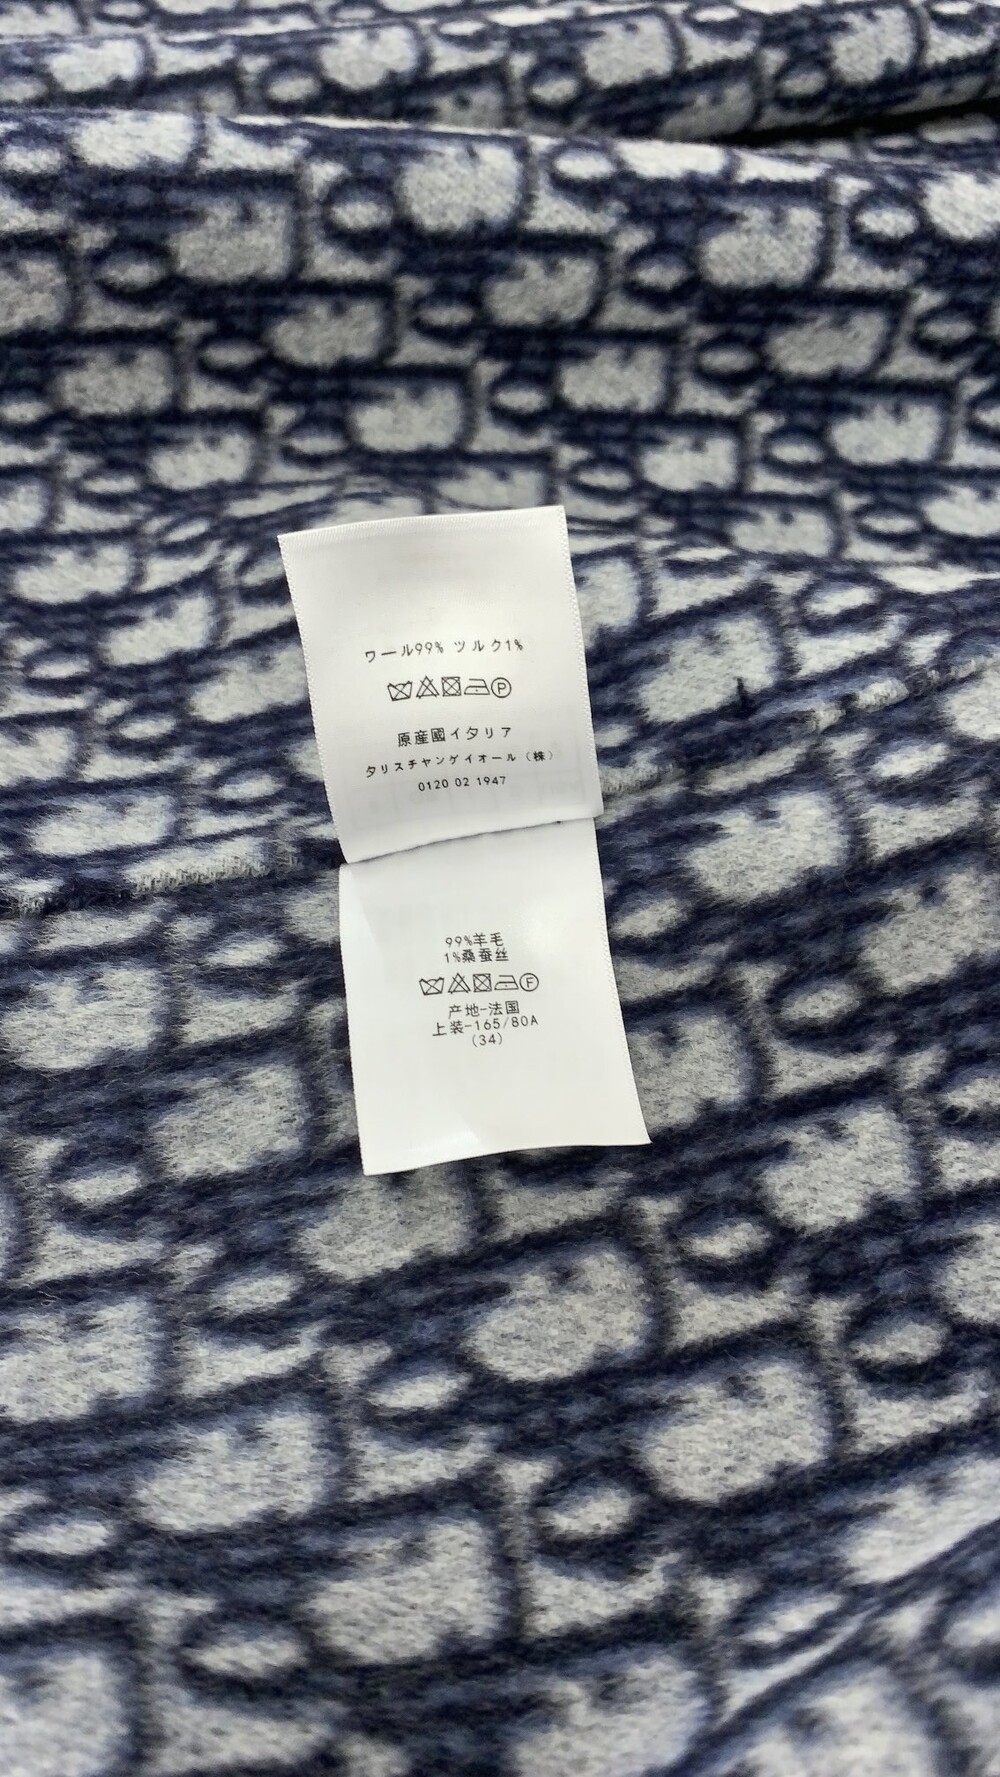 ワール99% ツルク1%
P
原産國イタリア
タリスチャンゲイオール（株）
0120 02 1947
99%羊毛
1%桑蚕丝
F
产地-法国
上装-165/80A
(34)